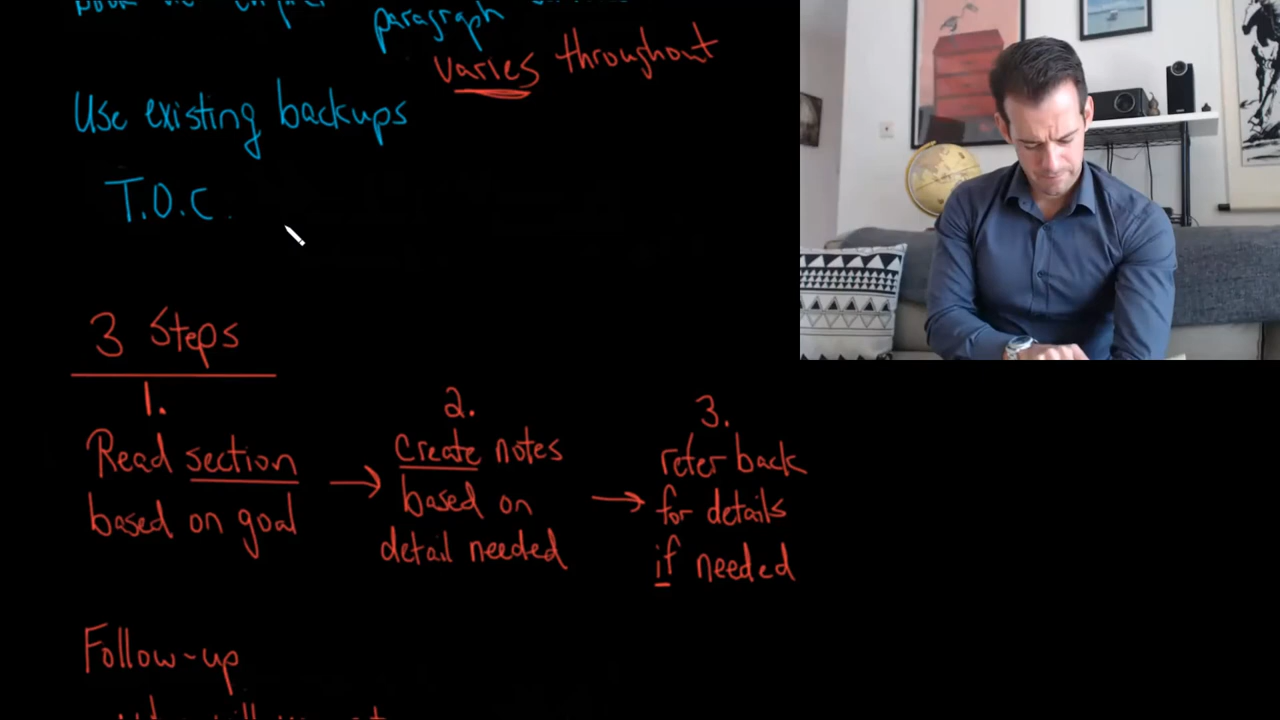 paragraph
varies throughout
Use existing backups
T.O.C.
3 Steps
1.
Read section
based on goal
→
2.
create notes
based on
detail needed
→
3.
refer back
for details
if needed
Follow-up